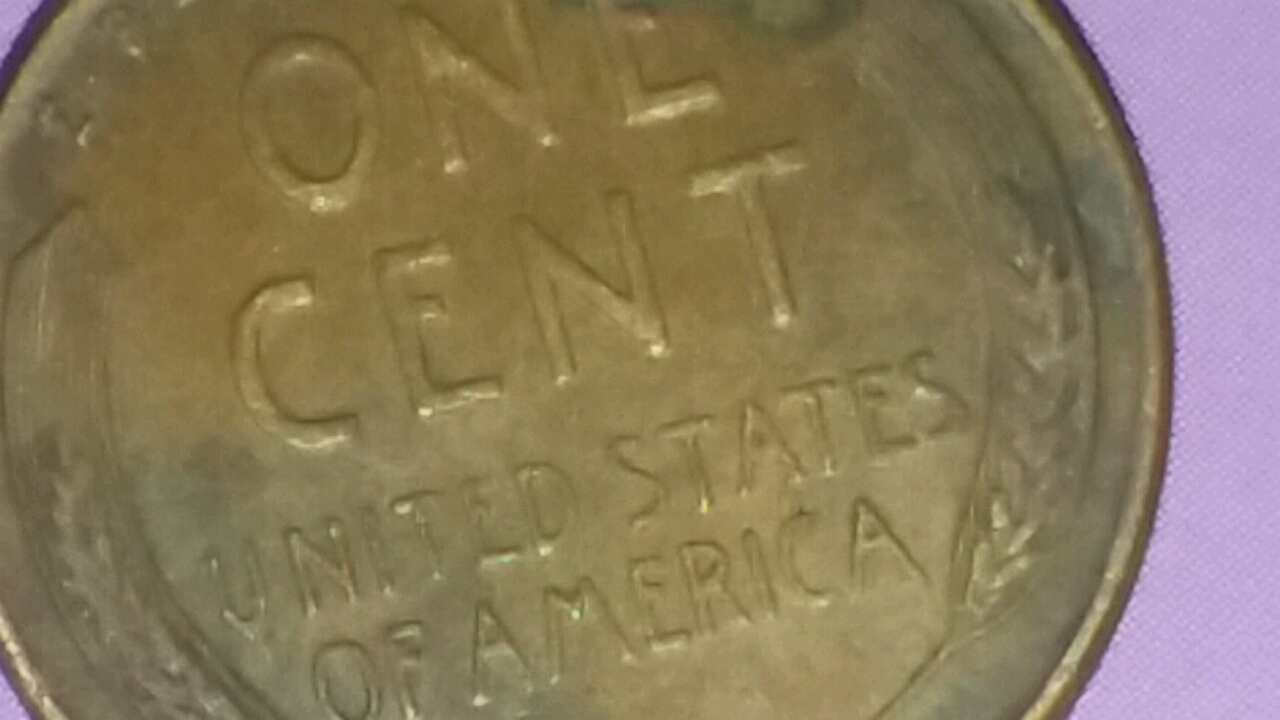 ONE
CENT
UNITED STATES
OF AMERICA